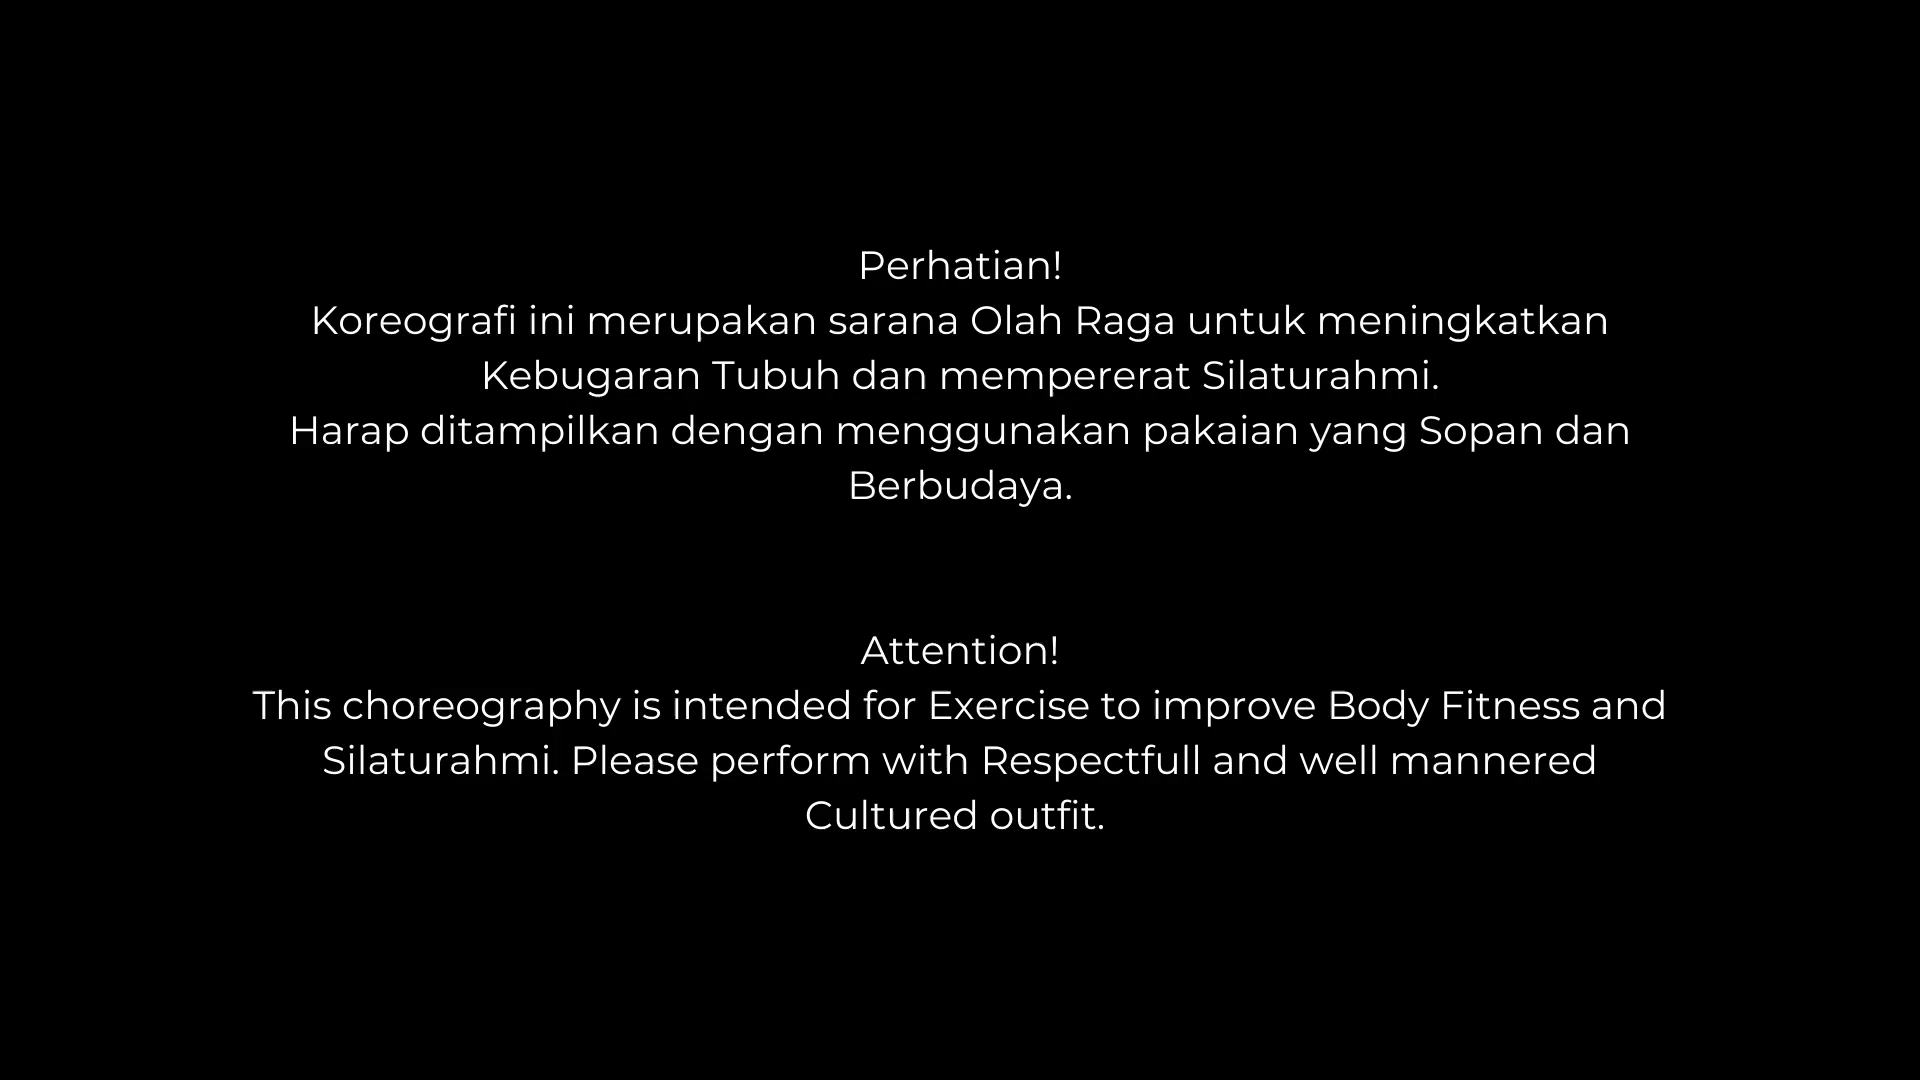 Perhatian!
Koreografi ini merupakan sarana Olah Raga untuk meningkatkan
Kebugaran Tubuh dan mempererat Silaturahmi.
Harap ditampilkan dengan menggunakan pakaian yang Sopan dan
Berbudaya.
Attention!
This choreography is intended for Exercise to improve Body Fitness and
Silaturahmi. Please perform with Respectfull and well mannered
Cultured outfit.